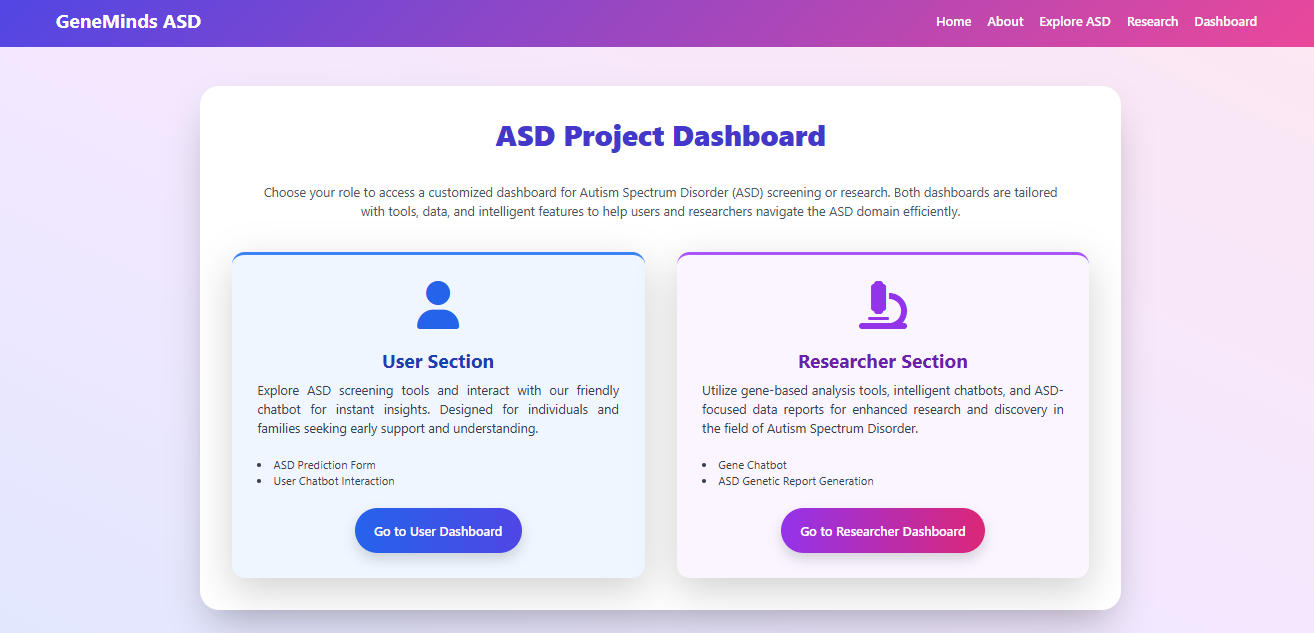 GeneMinds ASD
Home About Explore ASD Research Dashboard
ASD Project Dashboard
Choose your role to access a customized dashboard for Autism Spectrum Disorder (ASD) screening or research. Both dashboards are tailored
with tools, data, and intelligent features to help users and researchers navigate the ASD domain efficiently.
User Section
Explore ASD screening tools and interact with our friendly
chatbot for instant insights. Designed for individuals and
families seeking early support and understanding.
• ASD Prediction Form
• User Chatbot Interaction
Go to User Dashboard
Researcher Section
Utilize gene-based analysis tools, intelligent chatbots, and ASD-
focused data reports for enhanced research and discovery in
the field of Autism Spectrum Disorder.
• Gene Chatbot
• ASD Genetic Report Generation
Go to Researcher Dashboard